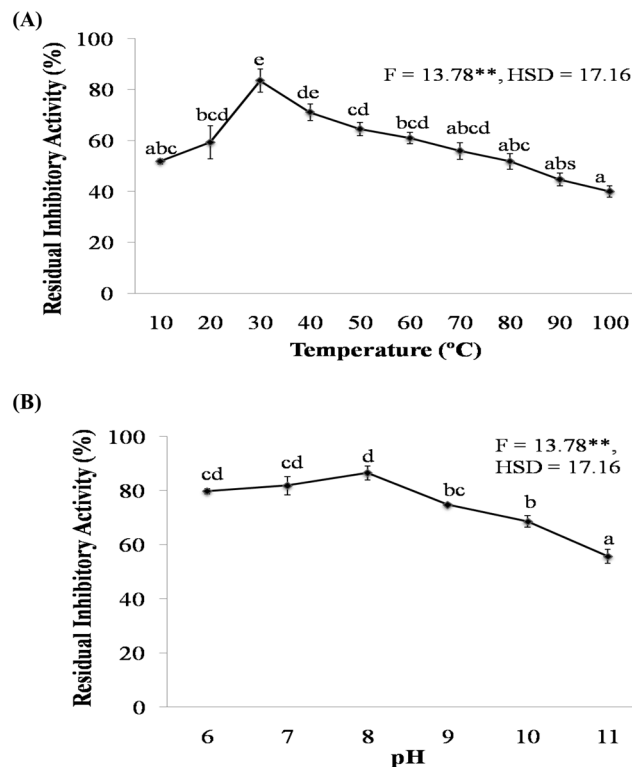 (A)
Residual Inhibitory Activity (%)
100
80
60
40
20
0
F = 13.78**, HSD = 17.16
abc
bcd
e
de
cd
bcd
abcd
abc
abs
a
10 20 30 40 50 60 70 80 90 100
Temperature (°C)
(B)
Residual Inhibitory Activity (%)
100
80
60
40
20
0
F = 13.78**,
HSD = 17.16
cd
cd
d
bc
b
a
6 7 8 9 10 11
pH